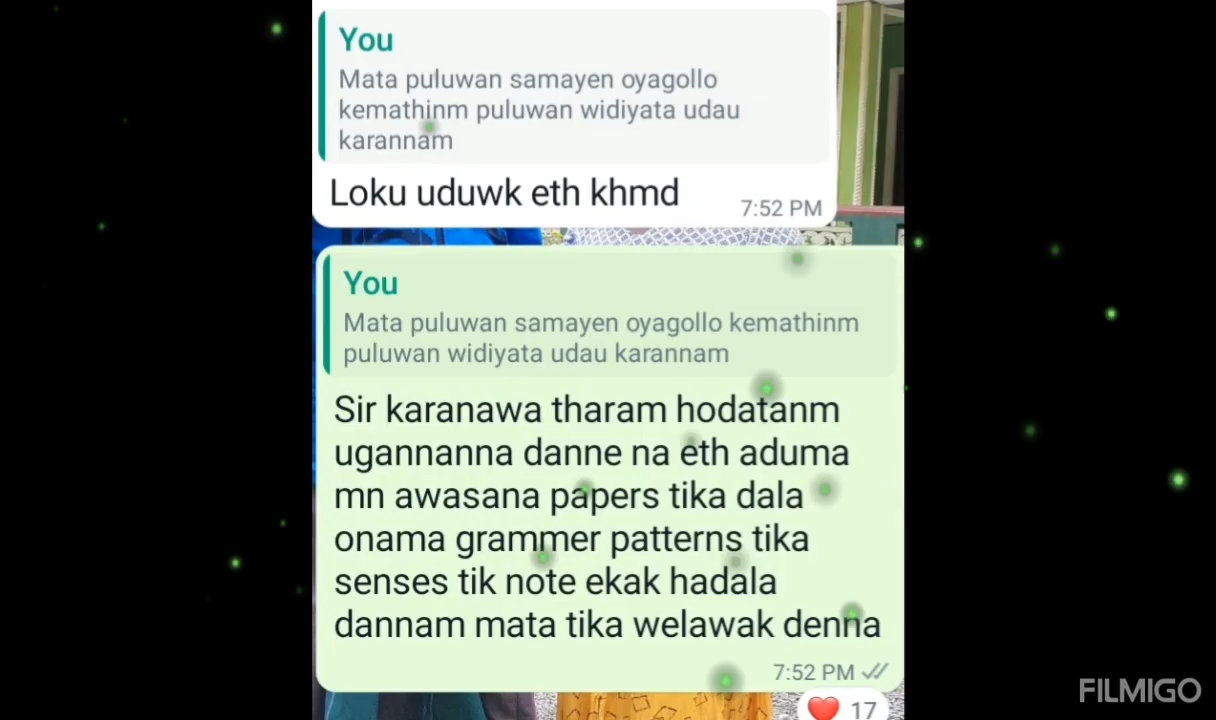 You
Mata puluwan samayen oyagollo
kemathinm puluwan widiyata udau
karannam
Loku uduwk eth khmd
7:52 PM
You
Mata puluwan samayen oyagollo kemathinm
puluwan widiyata udau karannam
Sir karanawa tharam hodatanm
ugannanna danne na eth aduma
mn awasana papers tika dala
onama grammer patterns tika
senses tik note ekak hadala
dannam mata tika welawak denna
7:52 PM
17
FILMIGO